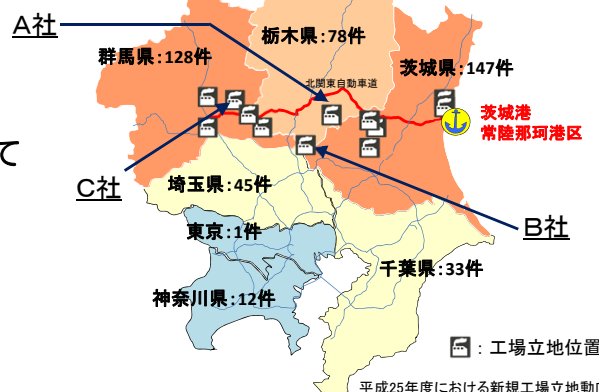 A社
栃木県:78件
群馬県:128件
北関東自動車道
茨城県:147件
茨城港
常陸那珂港区
て
C社
埼玉県:45件
B社
東京:1件
千葉県:33件
神奈川県:12件
:工場立地位置
平成25年度における新規工場立地動